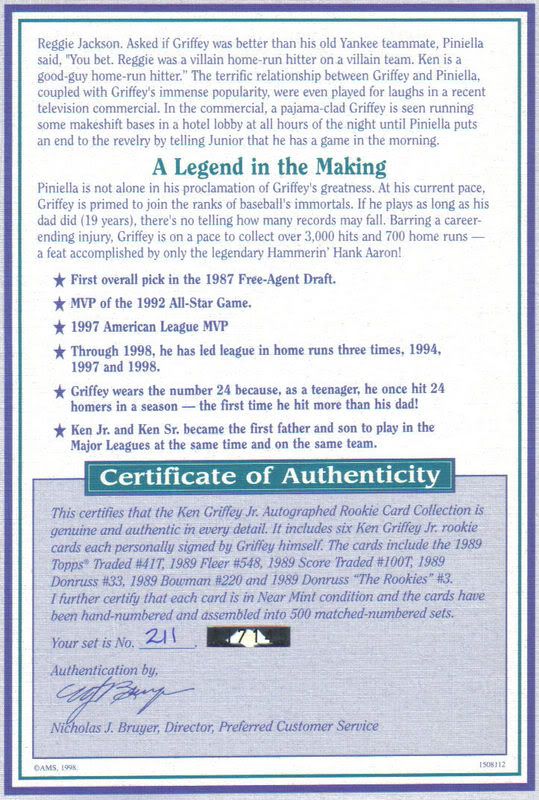 Reggie Jackson. Asked if Griffey was better than his old Yankee teammate, Piniella
said, "You bet. Reggie was a villain home-run hitter on a villain team. Ken is a
good-guy home-run hitter." The terrific relationship between Griffey and Piniella,
coupled with Griffey's immense popularity, were even played for laughs in a recent
television commercial. In the commercial, a pajama-clad Griffey is seen running
some makeshift bases in a hotel lobby at all hours of the night until Piniella puts
an end to the revelry by telling Junior that he has a game in the morning.
A Legend in the Making
Piniella is not alone in his proclamation of Griffey's greatness. At his current pace,
Griffey is primed to join the ranks of baseball's immortals. If he plays as long as his
dad did (19 years), there's no telling how many records may fall. Barring a career-
ending injury, Griffey is on a pace to collect over 3,000 hits and 700 home runs —
a feat accomplished by only the legendary Hammerin' Hank Aaron!
★ First overall pick in the 1987 Free-Agent Draft.
★ MVP of the 1992 All-Star Game.
★ 1997 American League MVP
★ Through 1998, he has led league in home runs three times, 1994,
1997 and 1998.
★ Griffey wears the number 24 because, as a teenager, he once hit 24
homers in a season — the first time he hit more than his dad!
★ Ken Jr. and Ken Sr. became the first father and son to play in the
Major Leagues at the same time and on the same team.
Certificate of Authenticity
This certifies that the Ken Griffey Jr. Autographed Rookie Card Collection is
genuine and authentic in every detail. It includes six Ken Griffey Jr. rookie
cards each personally signed by Griffey himself. The cards include the 1989
Topps® Traded #41T, 1989 Fleer #548, 1989 Score Traded #100T, 1989
Donruss #33, 1989 Bowman #220 and 1989 Donruss "The Rookies" #3.
I further certify that each card is in Near Mint condition and the cards have
been hand-numbered and assembled into 500 matched-numbered sets.
Your set is No. 211
Authentication by,
Nicholas J. Bruyer, Director, Preferred Customer Service
©AMS, 1998. 1508112